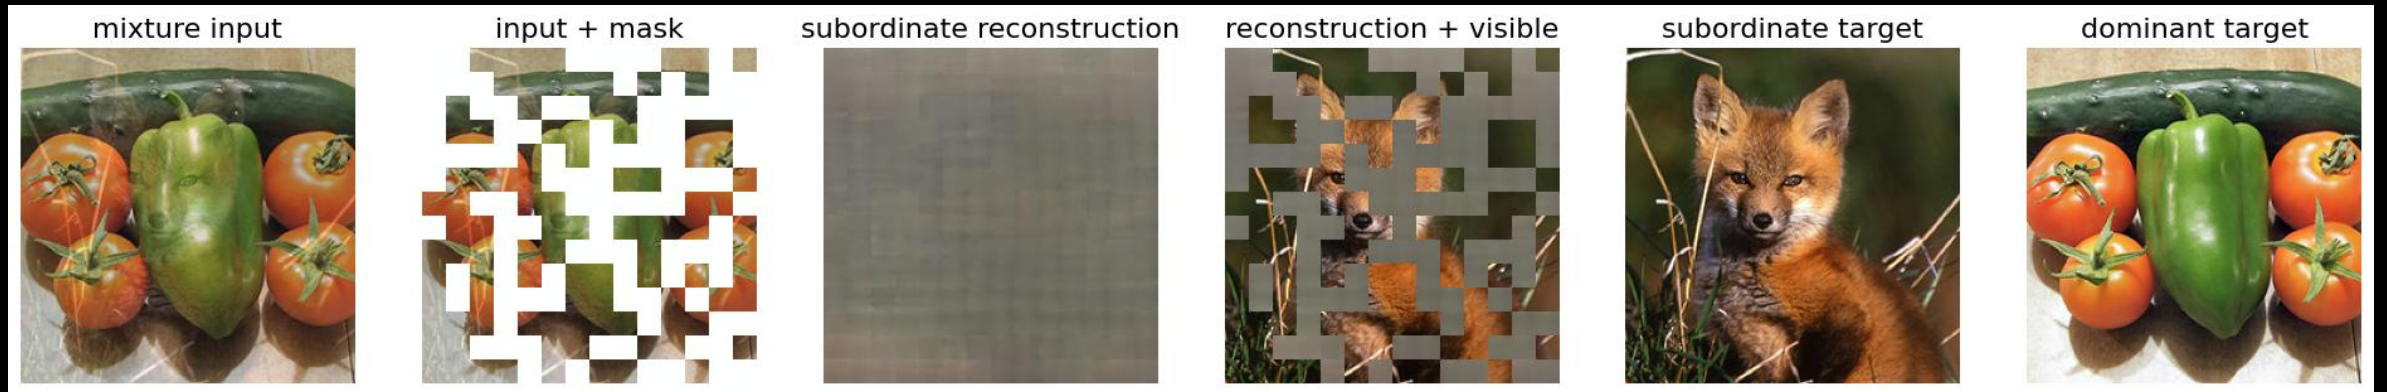 mixture input
input + mask
subordinate reconstruction
reconstruction + visible
subordinate target
dominant target